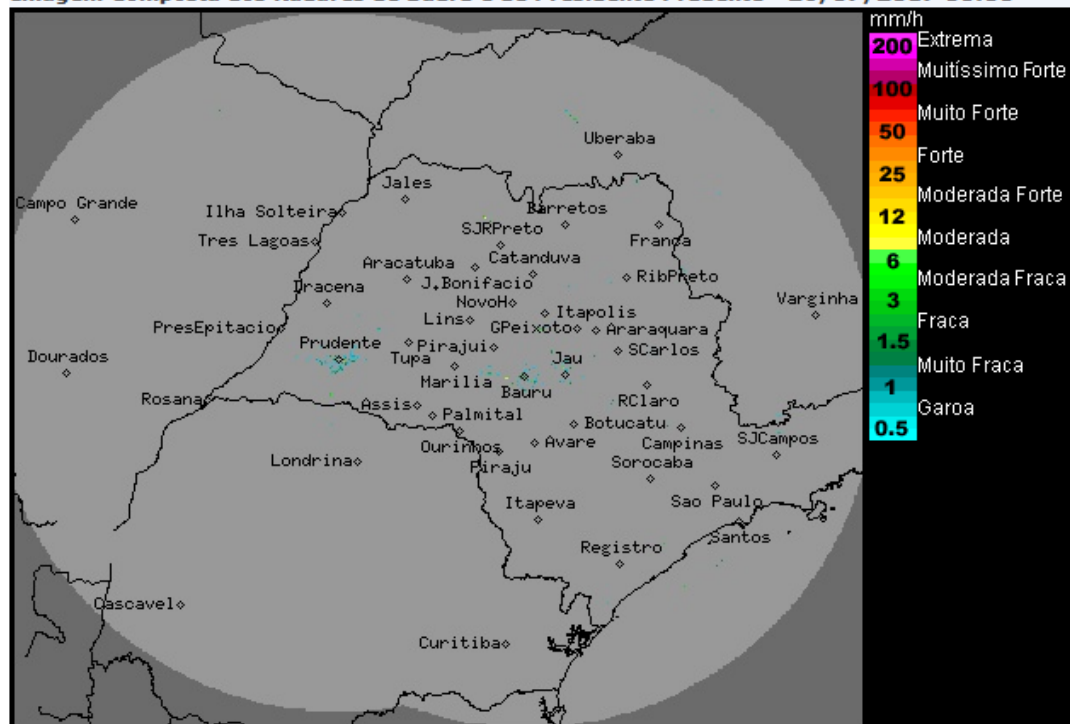 mm/h
200 Extrema
Muitíssimo Forte
100
Muito Forte
50
Forte
25
Moderada Forte
12
Moderada
6
Moderada Fraca
3
Fraca
1.5
Muito Fraca
1
Garoa
0.5
Uberaba
Jales
Campo Grande
Ilha Solteira
Barretos
Tres Lagoas
SJRPreto
Franca
Aracatuba
Catanduva
J.Bonifacio
RibPreto
Dracena
NovoH
Itapolis
Varginha
PresEpitacio
Lins
GPeixoto
Araraquara
Prudente
Pirajui
Dourados
Tupa
Jau
SCarlos
Marilia
Bauru
Rosana
Assis
Palmital
RClaro
Botucatu
Ourinhos
Avare
Campinas
SJCampos
Londrina
Piraju
Sorocaba
Itapeva
Sao Paulo
Registro
Santos
Cascavel
Curitiba